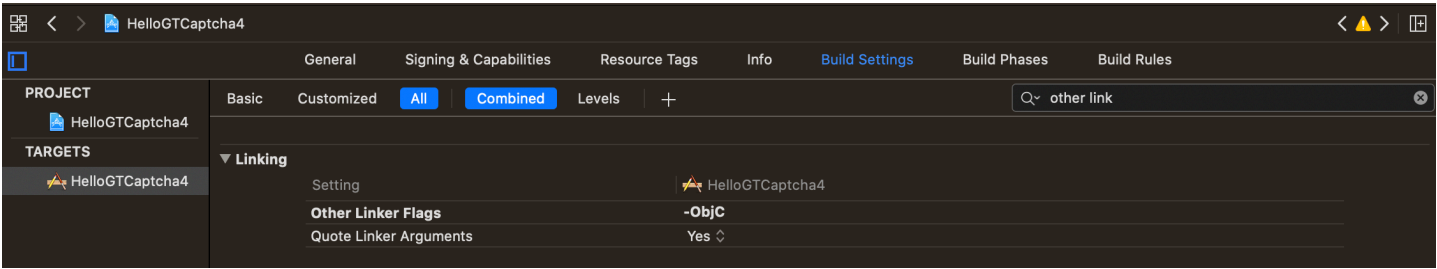 HelloGTCaptcha4
General Signing & Capabilities Resource Tags Info Build Settings Build Phases Build Rules
PROJECT
HelloGTCaptcha4
TARGETS
HelloGTCaptcha4
Basic Customized All Combined Levels +
other link
Linking
Setting HelloGTCaptcha4
Other Linker Flags -ObjC
Quote Linker Arguments Yes